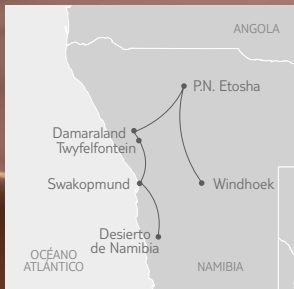 ANGOLA
P.N. Etosha
Damaraland
Twyfelfontein
Swakopmund
Windhoek
Desierto
de Namibia
OCÉANO
ATLÁNTICO
NAMIBIA